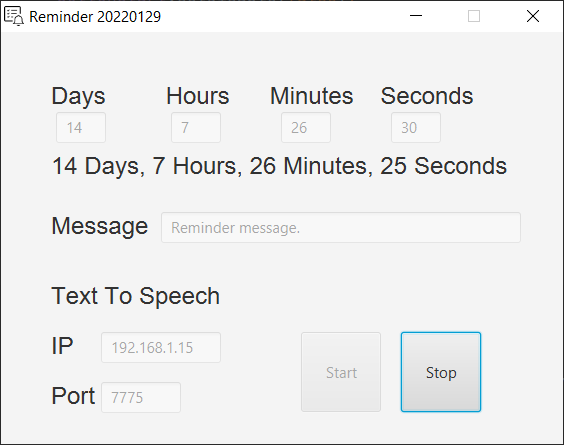 Reminder 20220129
Days Hours Minutes Seconds
14 7 26 30
14 Days, 7 Hours, 26 Minutes, 25 Seconds
Message Reminder message.
Text To Speech
IP 192.168.1.15
Start Stop
Port 7775